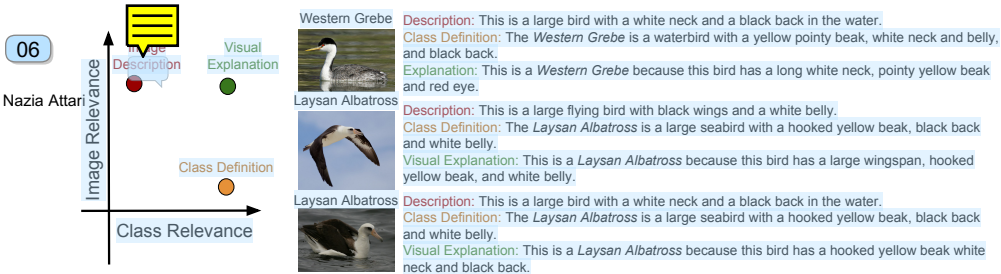 06
Nazia Attari
Image
Description
Visual
Explanation
Image Relevance
Class Definition
Class Relevance
Western Grebe
Description: This is a large bird with a white neck and a black back in the water.
Class Definition: The Western Grebe is a waterbird with a yellow pointy beak, white neck and belly,
and black back.
Explanation: This is a Western Grebe because this bird has a long white neck, pointy yellow beak
and red eye.
Laysan Albatross
Description: This is a large flying bird with black wings and a white belly.
Class Definition: The Laysan Albatross is a large seabird with a hooked yellow beak, black back
and white belly.
Visual Explanation: This is a Laysan Albatross because this bird has a large wingspan, hooked
yellow beak, and white belly.
Laysan Albatross
Description: This is a large bird with a white neck and a black back in the water.
Class Definition: The Laysan Albatross is a large seabird with a hooked yellow beak, black back
and white belly.
Visual Explanation: This is a Laysan Albatross because this bird has a hooked yellow beak white
neck and black back.